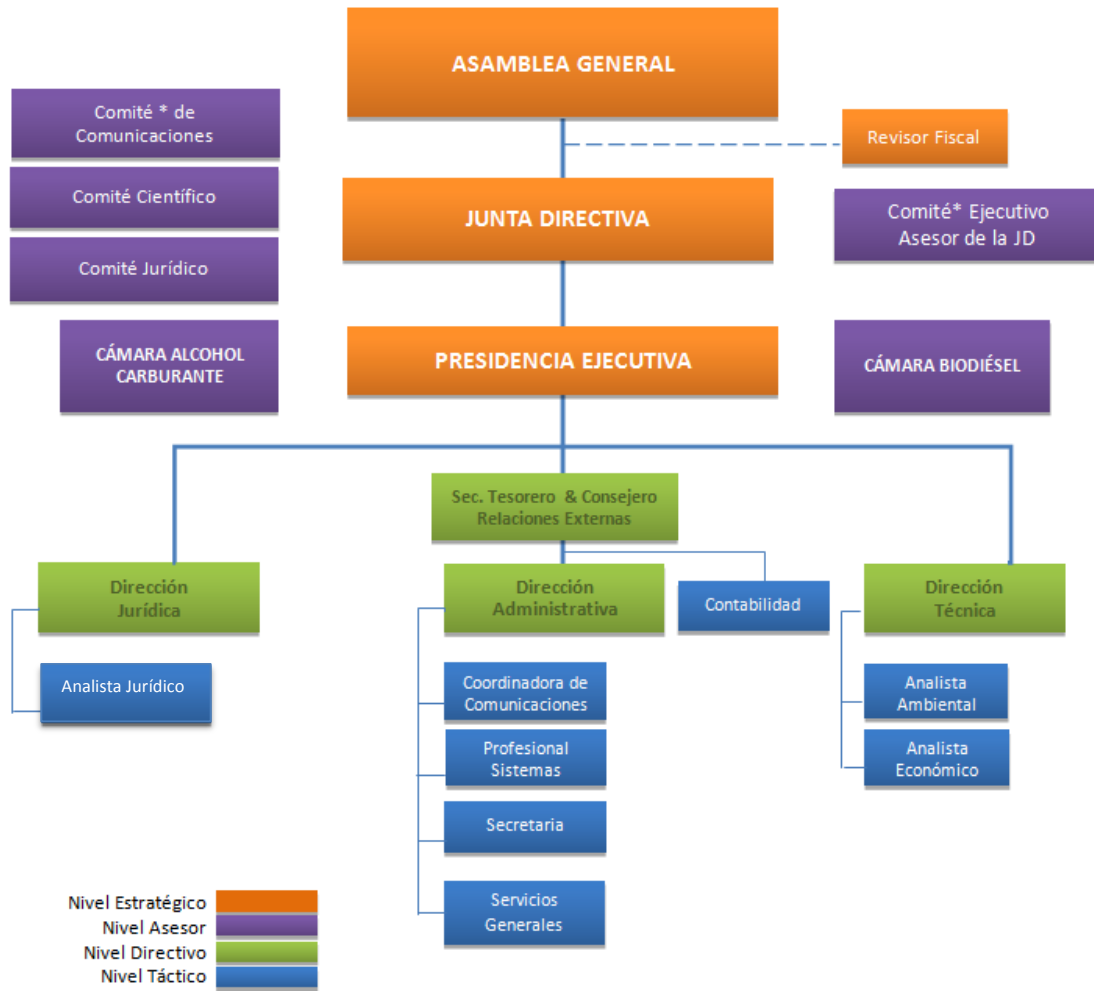 ASAMBLEA GENERAL
Comité * de
Comunicaciones
Revisor Fiscal
Comité Científico
JUNTA DIRECTIVA
Comité* Ejecutivo
Asesor de la JD
Comité Jurídico
CÁMARA ALCOHOL
CARBURANTE
PRESIDENCIA EJECUTIVA
CÁMARA BIODIÉSEL
Sec. Tesorero & Consejero
Relaciones Externas
Dirección
Jurídica
Dirección
Administrativa
Contabilidad
Dirección
Técnica
Analista Jurídico
Coordinadora de
Comunicaciones
Analista
Ambiental
Profesional
Sistemas
Analista
Económico
Secretaria
Servicios
Generales
Nivel Estratégico
Nivel Asesor
Nivel Directivo
Nivel Táctico